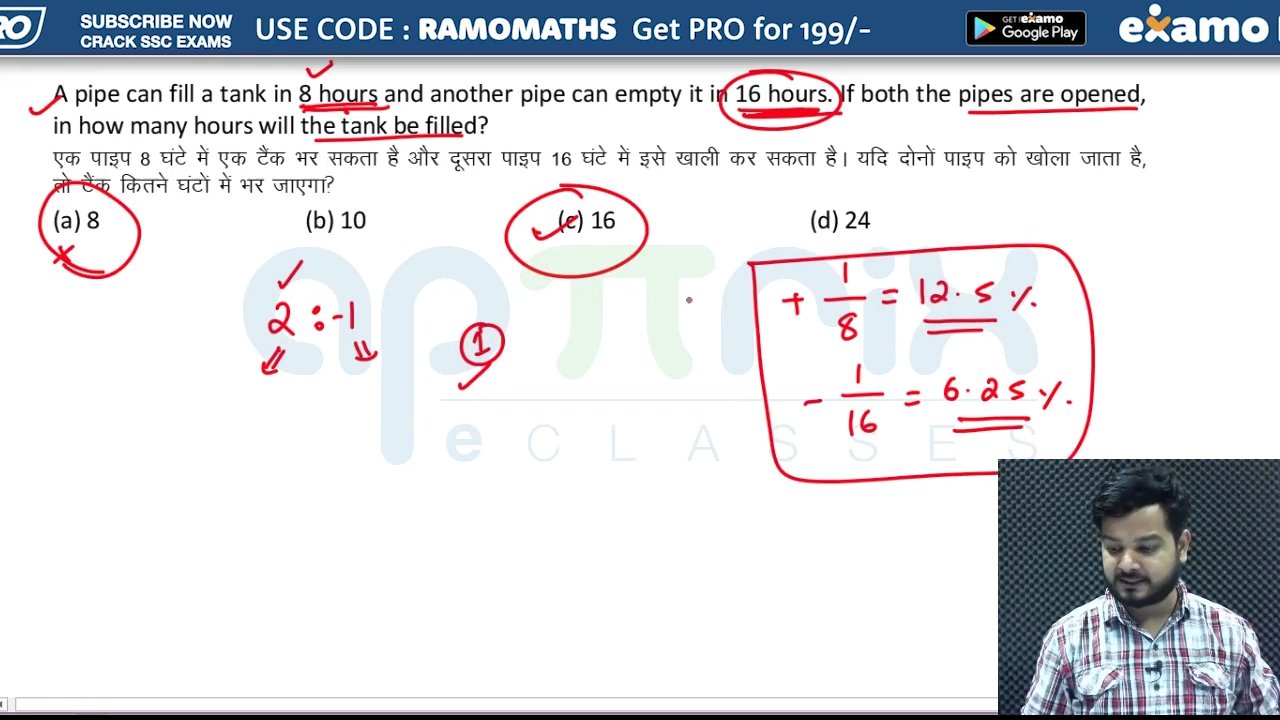 RO SUBSCRIBE NOW
CRACK SSC EXAMS
USE CODE : RAMOMATHS Get PRO for 199/-
GET IT ON examo
Google Play
examo
A pipe can fill a tank in 8 hours and another pipe can empty it in 16 hours. If both the pipes are opened,
in how many hours will the tank be filled?
एक पाइप 8 घंटे में एक टैंक भर सकता है और दूसरा पाइप 16 घंटे में इसे खाली कर सकता है। यदि दोनों पाइप को खोला जाता है,
तो टैंक कितने घंटों में भर जाएगा?
(a) 8 (b) 10 (c) 16 (d) 24
2 : -1
1
+ 1/8 = 12.5 %
- 1/16 = 6.25 %
eCLASSES